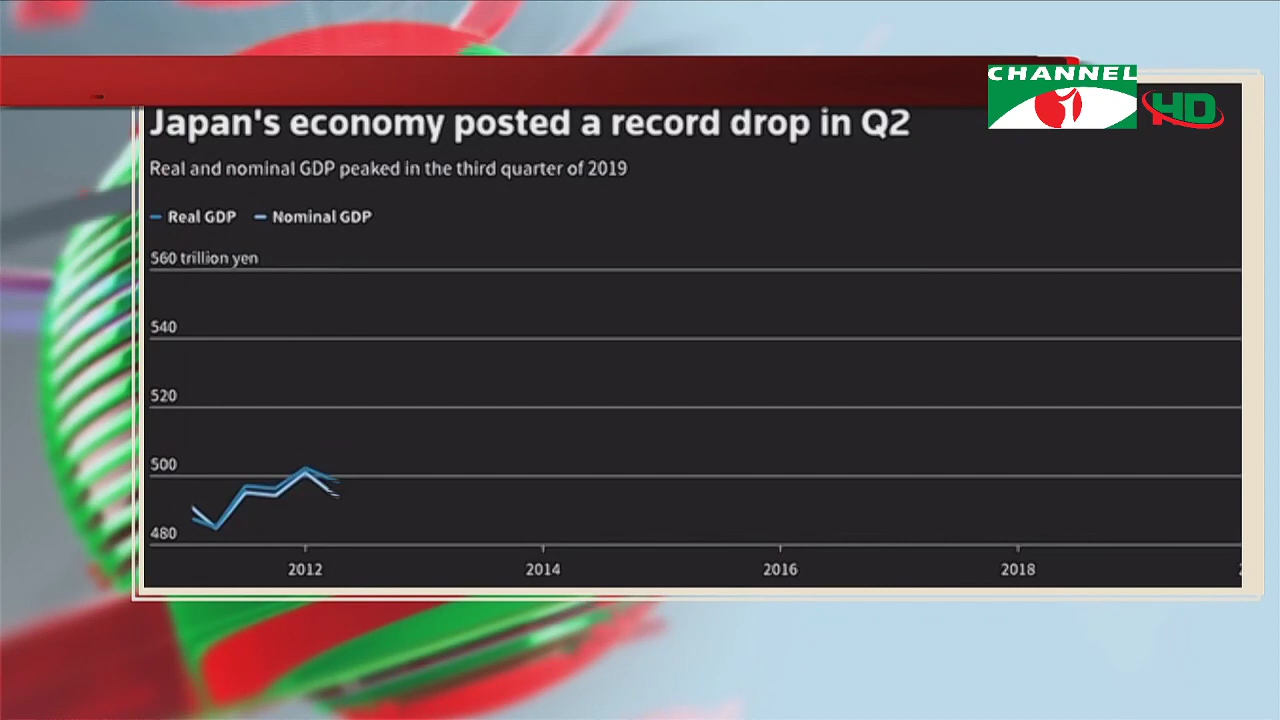 CHANNEL
HD
Japan's economy posted a record drop in Q2
Real and nominal GDP peaked in the third quarter of 2019
Real GDP Nominal GDP
560 trillion yen
540
520
500
480
2012 2014 2016 2018